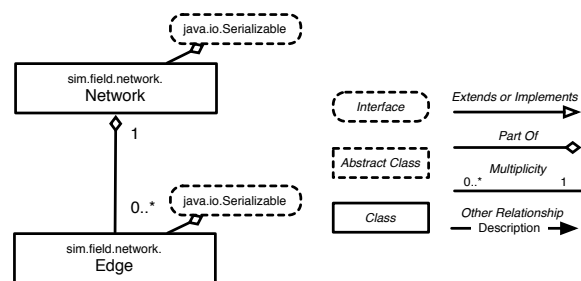 java.io.Serializable
sim.field.network.
Network
1
0..*
java.io.Serializable
sim.field.network.
Edge
Interface
Extends or Implements
Part Of
Abstract Class
Multiplicity
0..* 1
Class
Other Relationship
Description